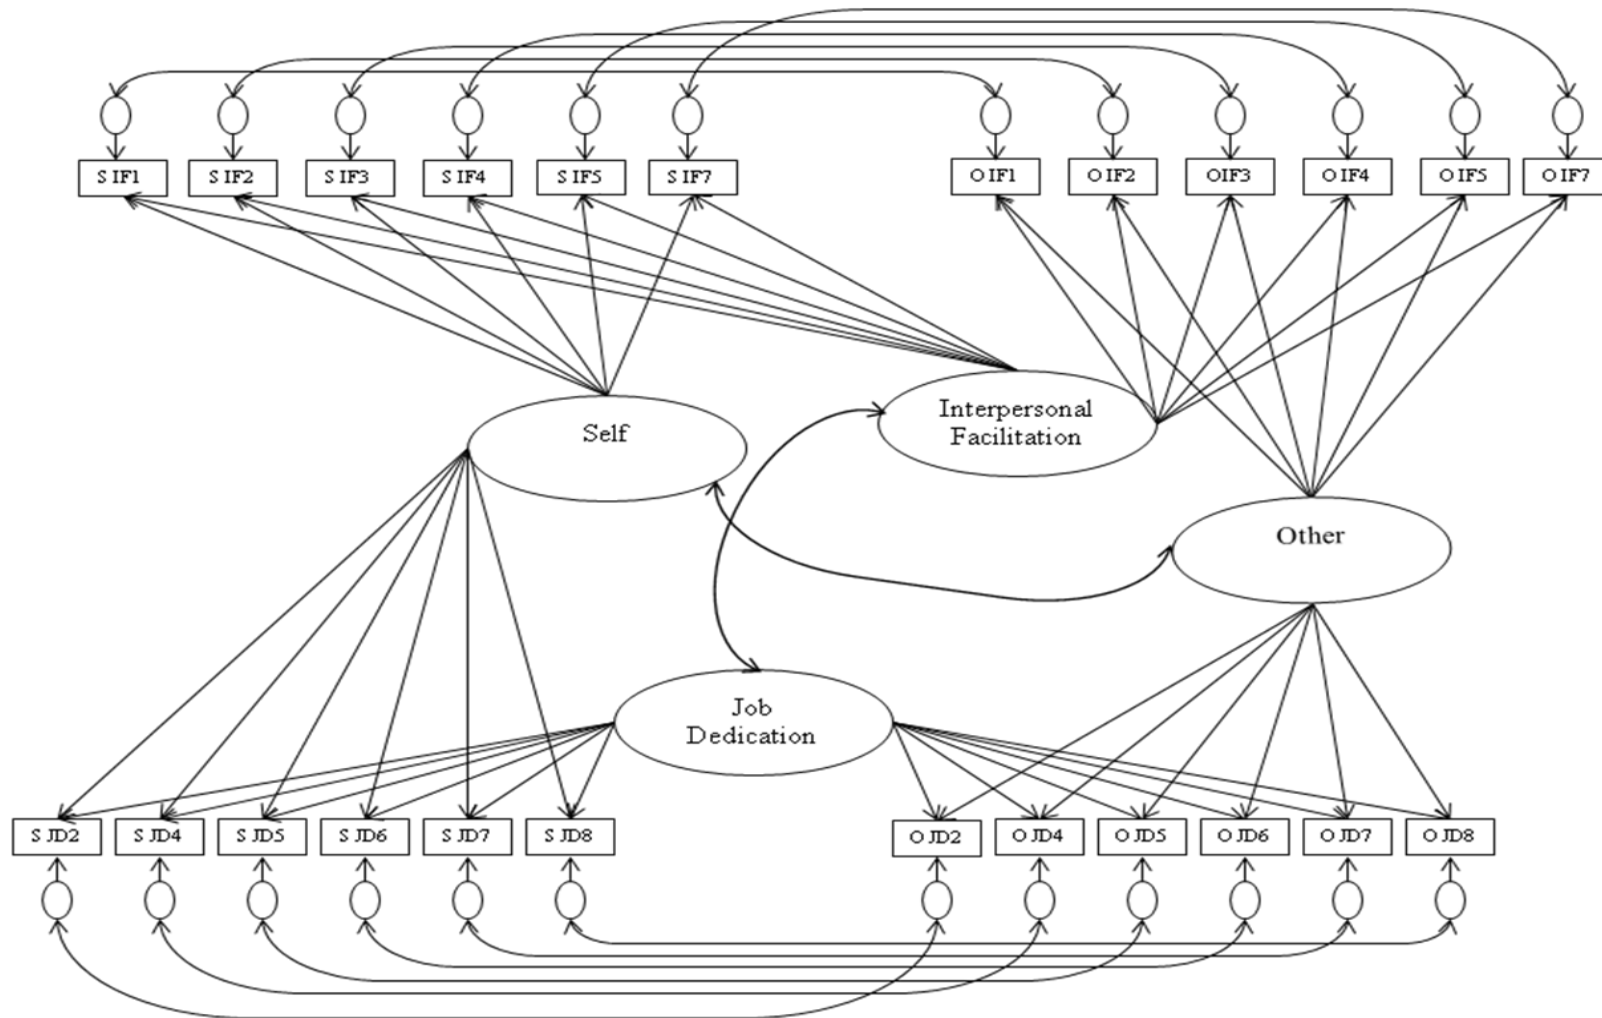 S IF1 S IF2 S IF3 S IF4 S IF5 S IF7 O IF1 O IF2 OIF3 O IF4 O IF5 O IF7
Interpersonal
Facilitation
Self
Other
Job
Dedication
S JD2 S JD4 S JD5 S JD6 S JD7 S JD8 O JD2 O JD4 O JD5 O JD6 O JD7 O JD8